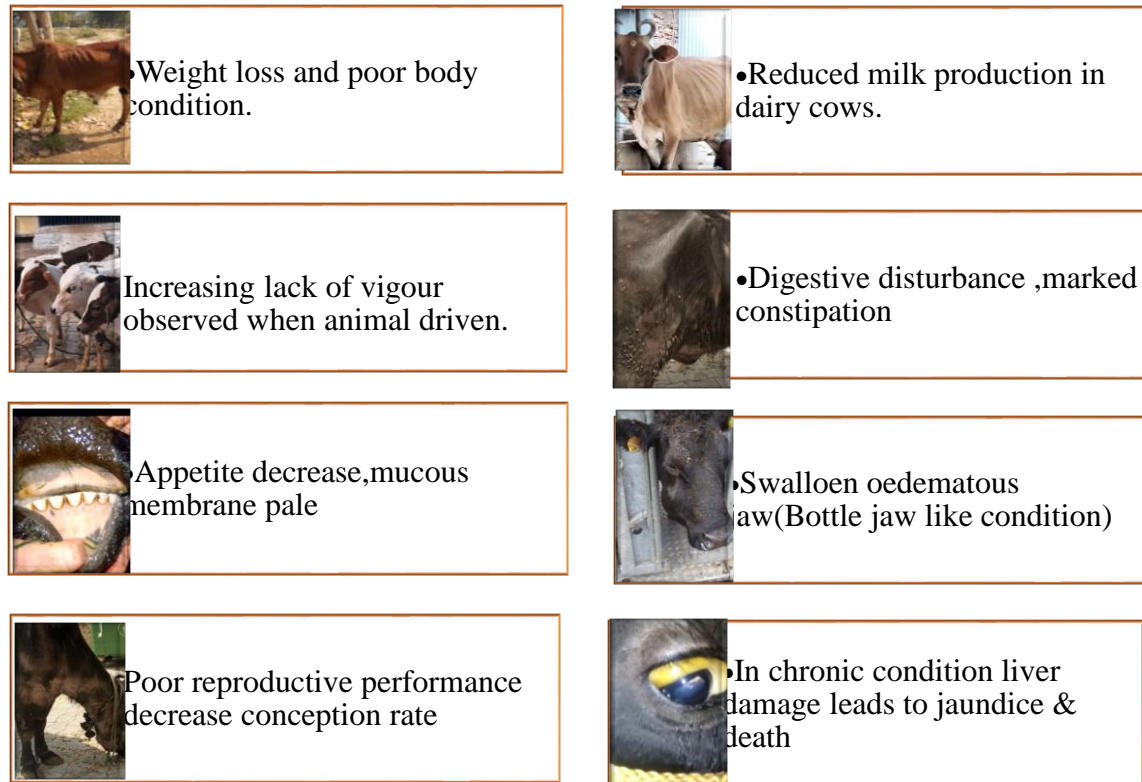 •Weight loss and poor body
condition.
•Reduced milk production in
dairy cows.
Increasing lack of vigour
observed when animal driven.
•Digestive disturbance ,marked
constipation
•Appetite decrease,mucous
membrane pale
•Swalloen oedematous
jaw(Bottle jaw like condition)
Poor reproductive performance
decrease conception rate
•In chronic condition liver
damage leads to jaundice &
death